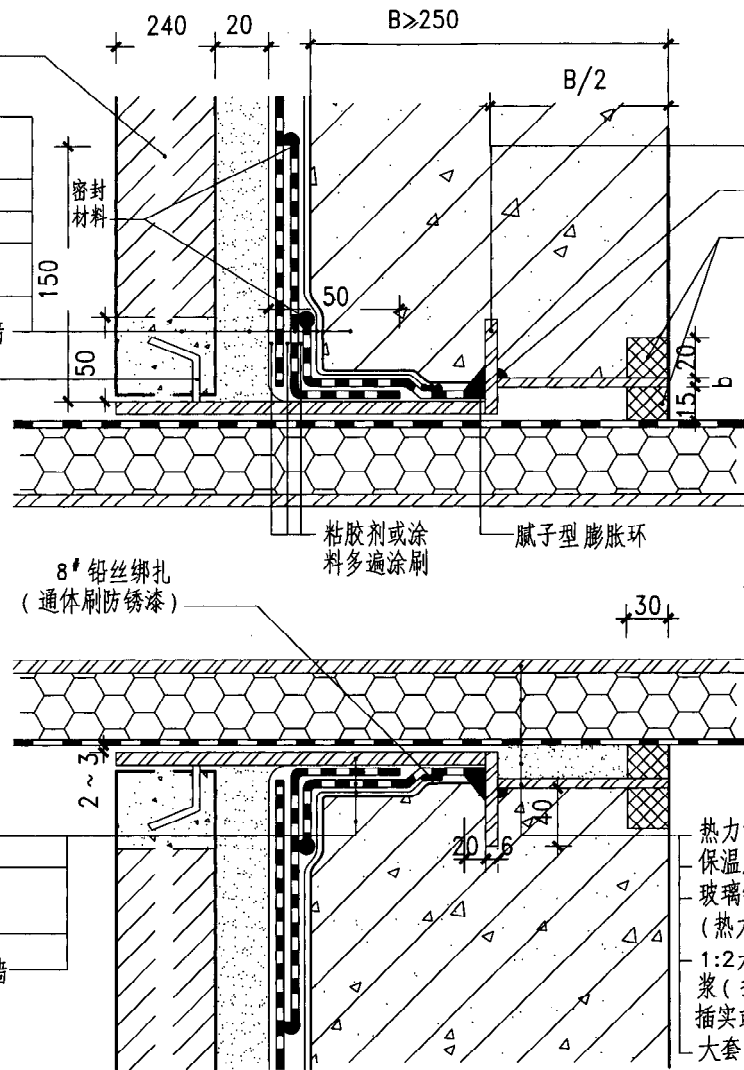 240
20
B≥250
B/2
密封
材料
150
50
50
20
15
b
粘胶剂或涂
料多遍涂刷
腻子型膨胀环
8# 铅丝绑扎
(通体刷防锈漆)
30
2~3
20
6
40
热力
保温
玻璃
(热
1:2
浆(
插实
大套
墙
墙